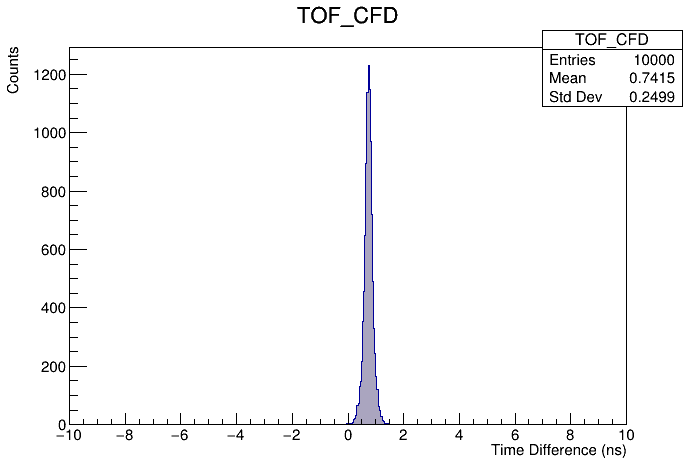 TOF_CFD
TOF_CFD
Entries 10000
Mean 0.7415
Std Dev 0.2499
Counts
1200
1000
800
600
400
200
0
−10 −8 −6 −4 −2 0 2 4 6 8 10
Time Difference (ns)